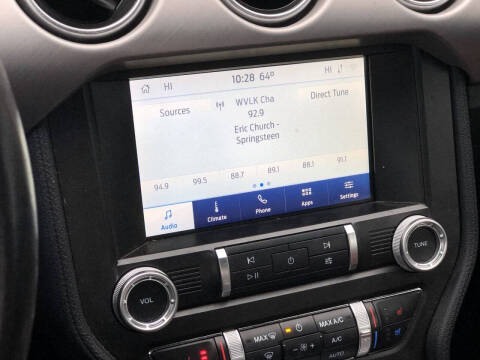 HI 10:28 64° HI
Sources WVLK Cha Direct Tune
92.9
Eric Church -
Springsteen
94.9 99.5 88.7 89.1 88.1 91.1
Audio Climate Phone Apps Settings
VOL
TUNE
MAX
MAX A/C
A/C
AUTO